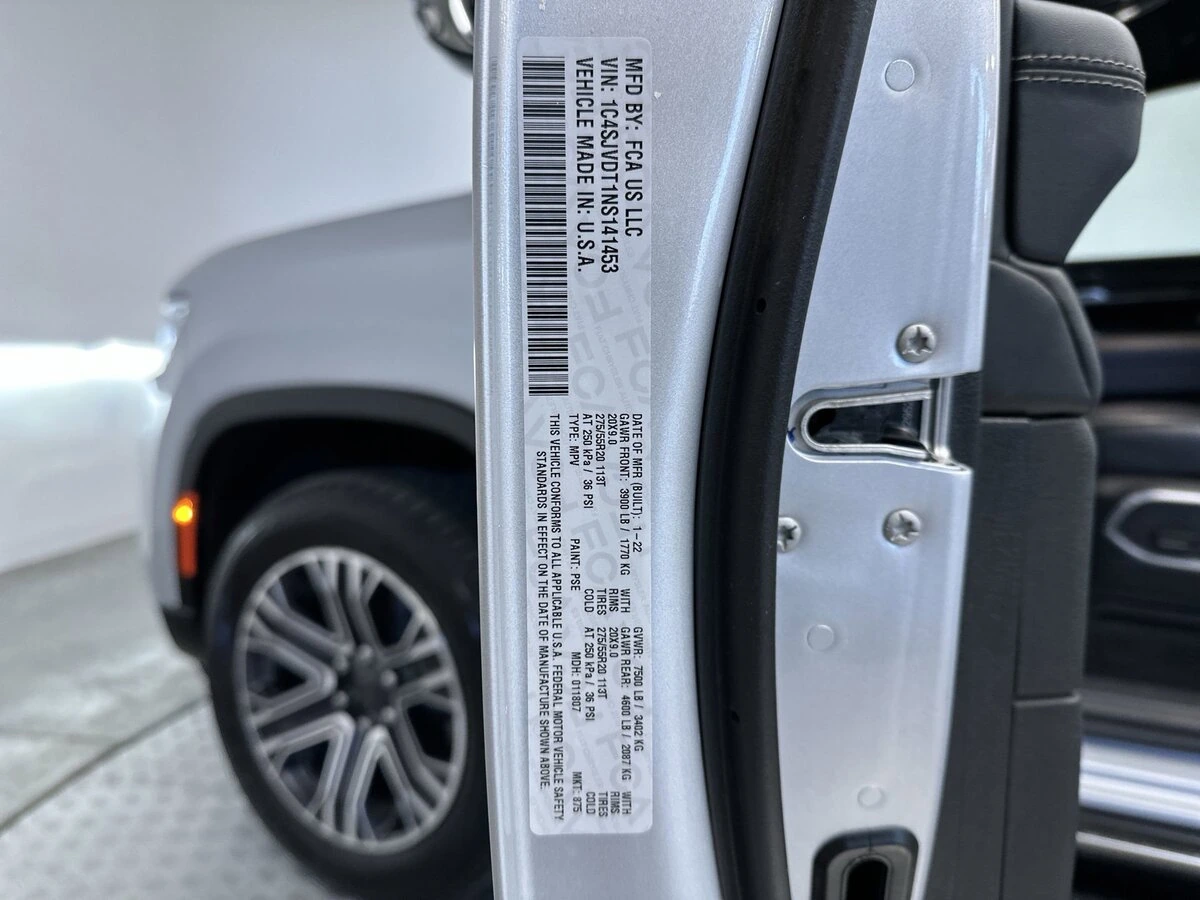 MFD BY: FCA US LLC
VIN: 1C4SJVDT1NS141453
VEHICLE MADE IN: U.S.A.
DATE OF MFR (BUILT): 1-22 GVWR: 7500 LB / 3402 KG
GAWR FRONT: 3900 LB / 1770 KG WITH GAWR REAR: 4600 LB / 2087 KG WITH
20X9.0 RIMS 20X9.0 RIMS
275/55R20 113T TIRES 275/55R20 113T TIRES
AT 250 kPa / 36 PSI COLD AT 250 kPa / 36 PSI COLD
TYPE: MPV PAINT: PSE MDH: 011807 MKT: 875
THIS VEHICLE CONFORMS TO ALL APPLICABLE U.S.A. FEDERAL MOTOR VEHICLE SAFETY
STANDARDS IN EFFECT ON THE DATE OF MANUFACTURE SHOWN ABOVE.